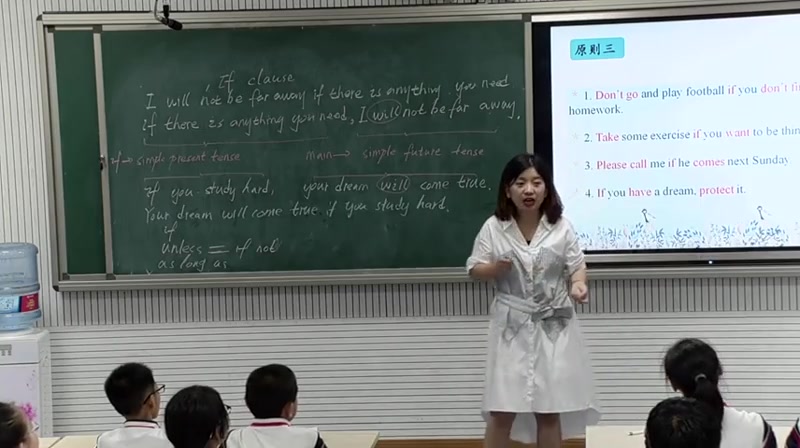 If clause
I will not be far away if there is anything you need
if there is anything you need, I will not be far away.
if → simple present tense main → simple future tense
if you study hard, your dream will come true.
Your dream will come true if you study hard.
if
unless = if not
as long as
原则三
1. Don't go and play football if you don't fi
homework.
2. Take some exercise if you want to be thin
3. Please call me if he comes next Sunday
4. If you have a dream, protect it.